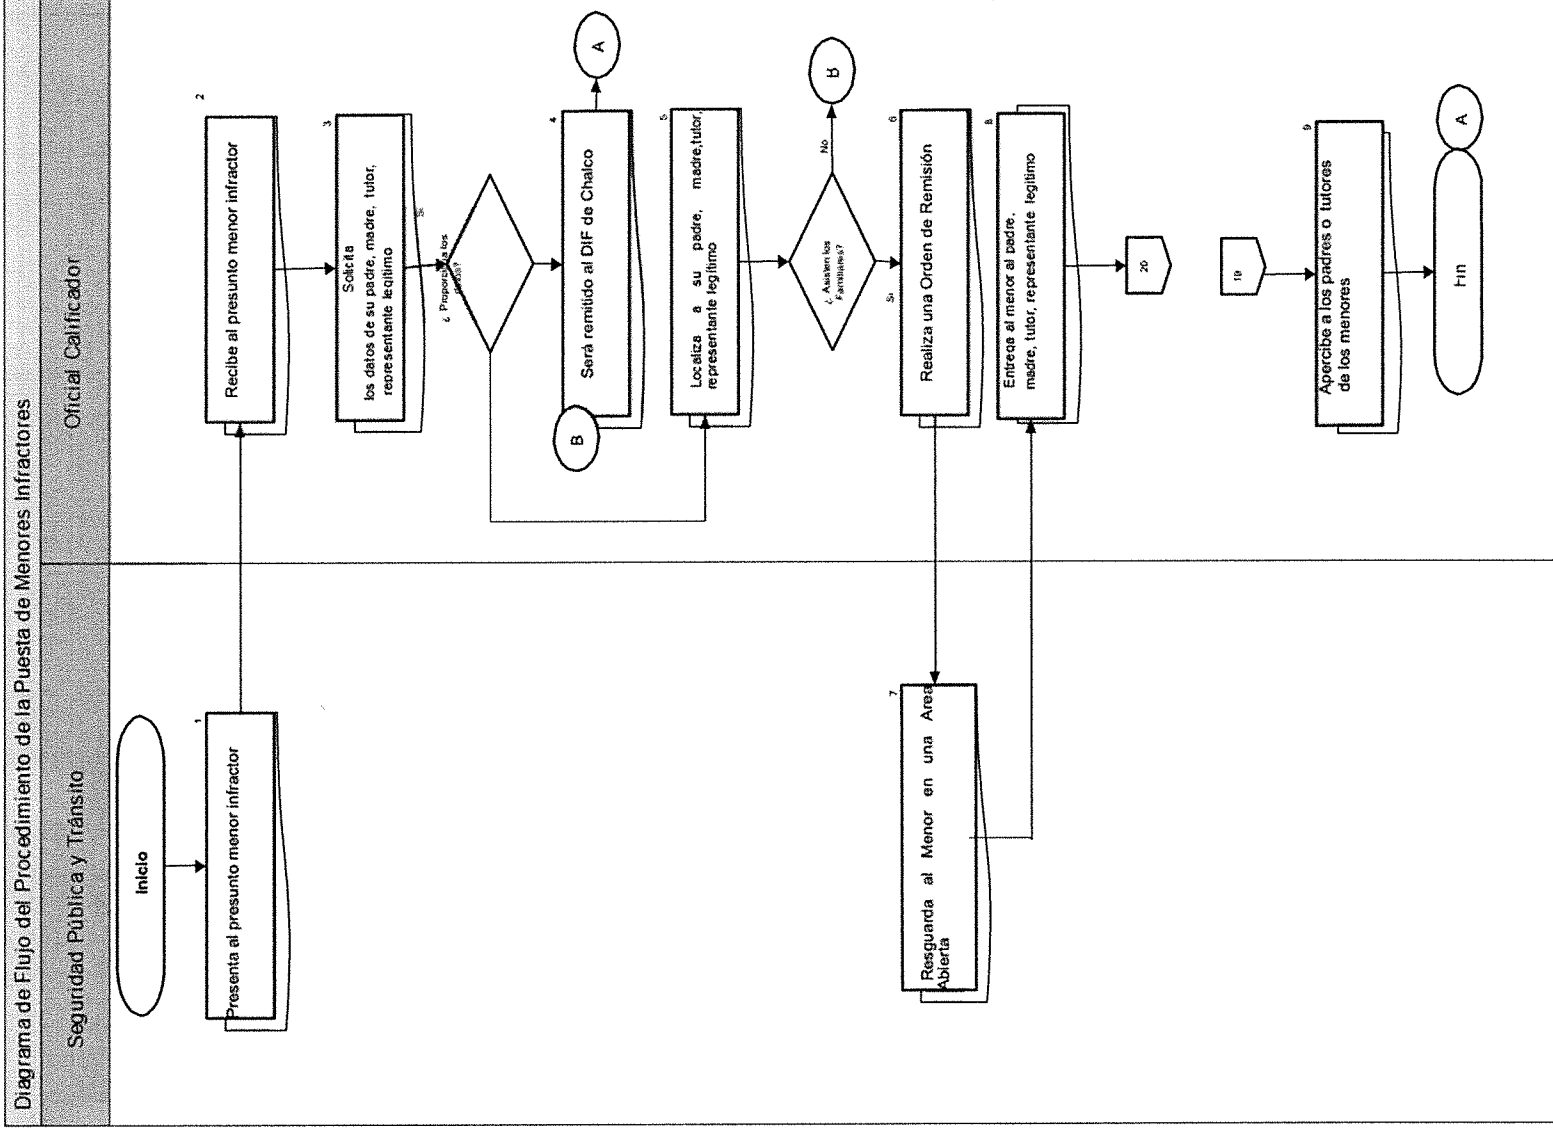 Diagrama de Flujo del Procedimiento de la Puesta de Menores Infractores
Seguridad Pública y Tránsito
Oficial Calificador
Inicio
1
Presenta al presunto menor infractor
2
Recibe al presunto menor infractor
3
Solicita
los datos de su padre, madre, tutor,
representante legítimo
Si
¿ Proporciona los
4
Será remitido al DIF de Chalco
A
B
5
Localiza a su padre, madre,tutor,
representante legítimo
¿ Asisten los
Familiares?
No
B
Si
6
Realiza una Orden de Remisión
7
Resguarda al Menor en una Area
Abierta
8
Entrega al menor al padre,
madre, tutor, representante legitimo
20
19
9
Apercibe a los padres o tutores
de los menores
Fin
A